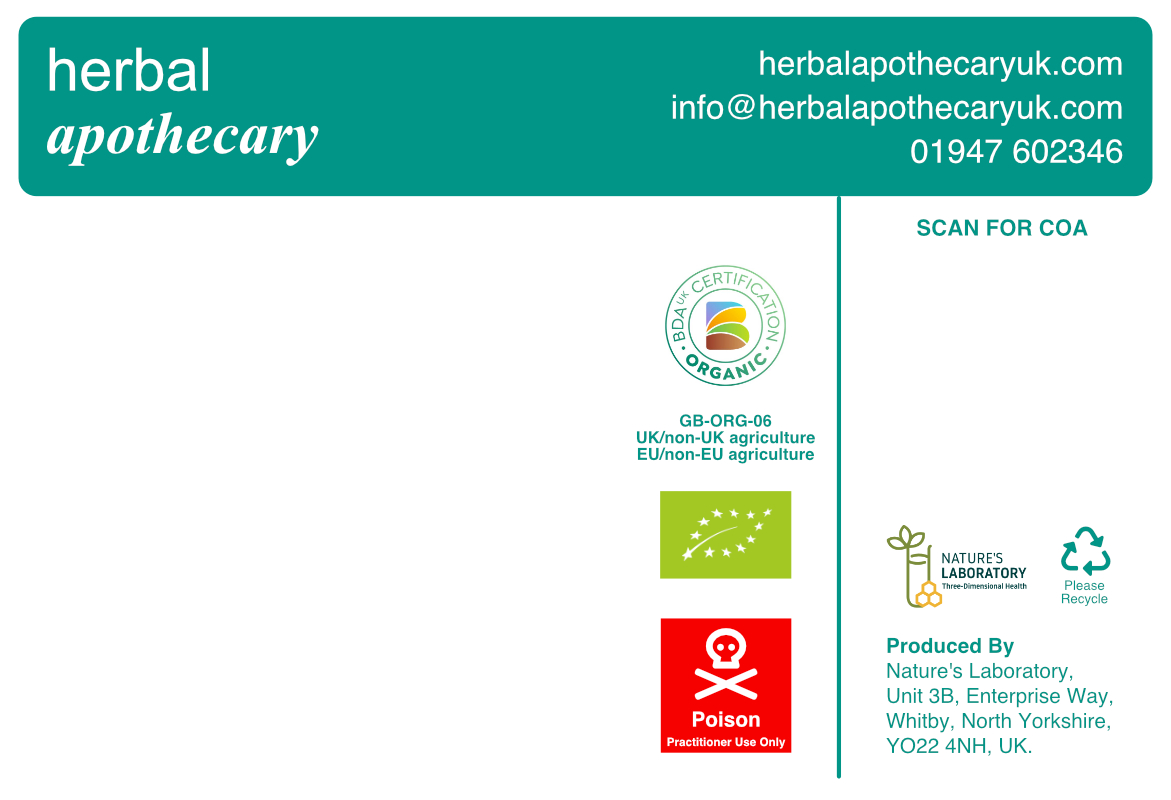 herbal
apothecary
herbalapothecaryuk.com
info@herbalapothecaryuk.com
01947 602346
SCAN FOR COA
BDA UK CERTIFICATION
• ORGANIC •
GB-ORG-06
UK/non-UK agriculture
EU/non-EU agriculture
Poison
Practitioner Use Only
NATURE'S
LABORATORY
Three-Dimensional Health
Please
Recycle
Produced By
Nature's Laboratory,
Unit 3B, Enterprise Way,
Whitby, North Yorkshire,
YO22 4NH, UK.